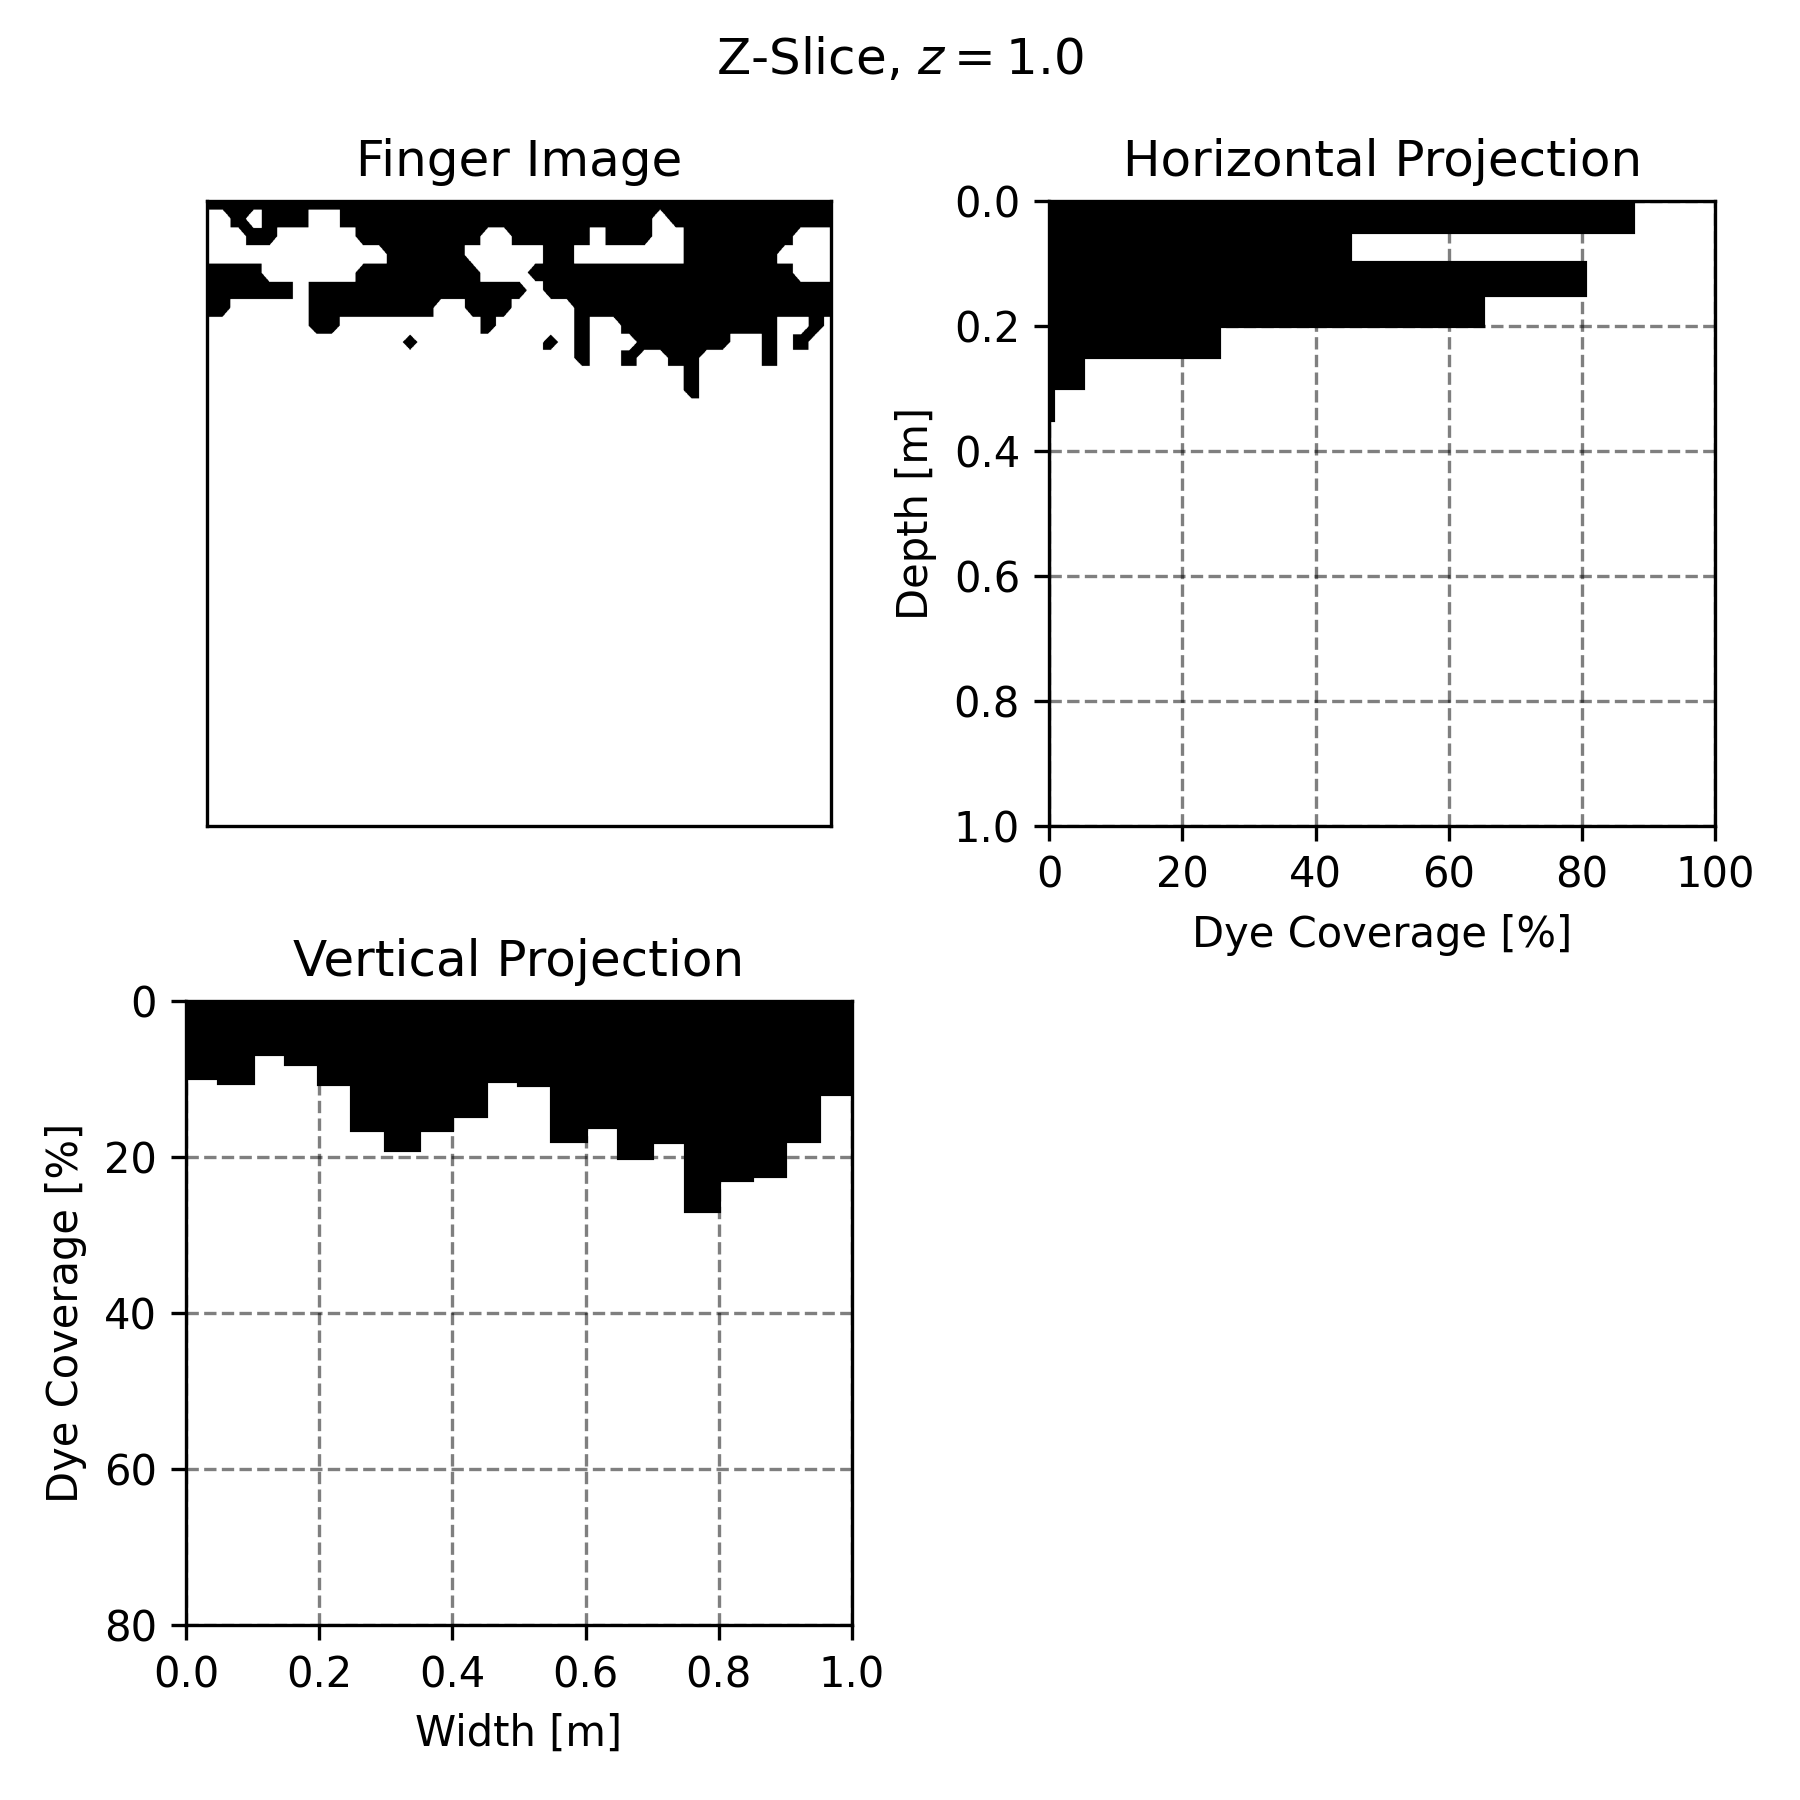 Z-Slice, z = 1.0
Finger Image
Horizontal Projection
0.0
0.2
0.4
0.6
0.8
1.0
Depth [m]
0 20 40 60 80 100
Dye Coverage [%]
Vertical Projection
0
20
40
60
80
Dye Coverage [%]
0.0 0.2 0.4 0.6 0.8 1.0
Width [m]